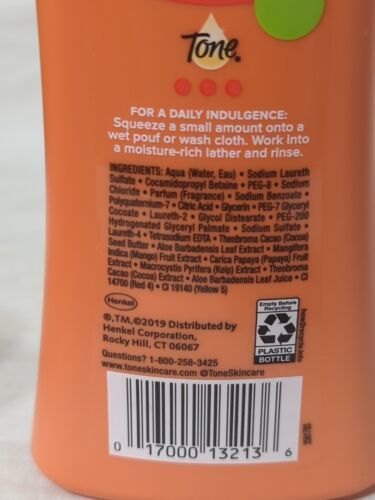 Tone.
FOR A DAILY INDULGENCE:
Squeeze a small amount onto a
wet pouf or wash cloth. Work into
a moisture-rich lather and rinse.
INGREDIENTS: Aqua (Water, Eau) • Sodium Laureth
Sulfate • Cocamidopropyl Betaine • PEG-8 • Sodium
Chloride • Parfum (Fragrance) • Sodium Benzoate •
Polyquaternium-7 • Citric Acid • Glycerin • PEG-7 Glyceryl
Cocoate • Laureth-2 • Glycol Distearate • PEG-200
Hydrogenated Glyceryl Palmate • Sodium Sulfate •
Laureth-4 • Tetrasodium EDTA • Theobroma Cacao (Cocoa)
Seed Butter • Aloe Barbadensis Leaf Extract • Mangifera
Indica (Mango) Fruit Extract • Carica Papaya (Papaya) Fruit
Extract • Macrocystis Pyrifera (Kelp) Extract • Theobroma
Cacao (Cocoa) Extract • Aloe Barbadensis Leaf Juice • CI
14700 (Red 4) • CI 19140 (Yellow 5)
Henkel
®,TM,©2019 Distributed by
Henkel Corporation,
Rocky Hill, CT 06067
Questions? 1-800-258-3425
www.toneskincare.com @ToneSkincare
Empty Before
Recycling
PLASTIC
BOTTLE
how2recycle.info
0 17000 13213 6